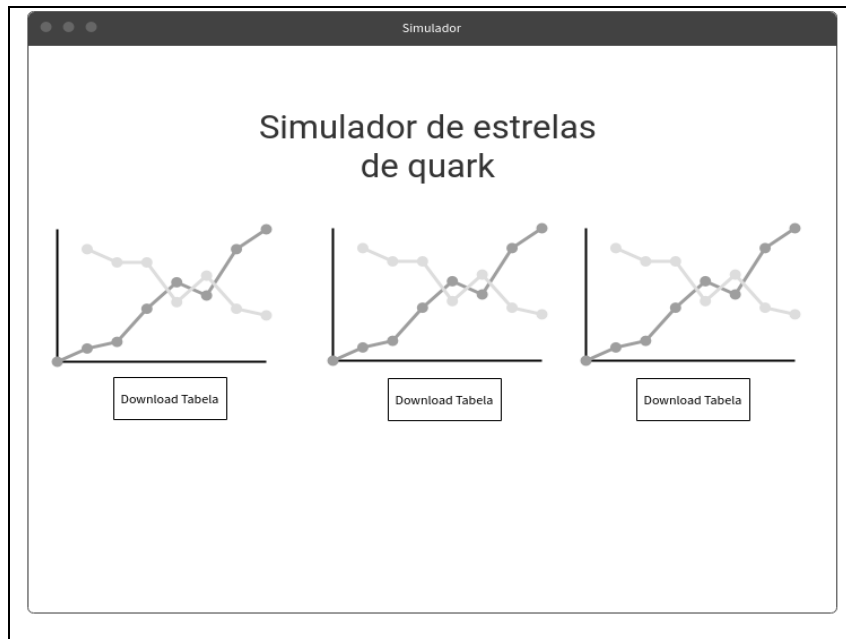 Simulador
Simulador de estrelas
de quark
Download Tabela
Download Tabela
Download Tabela